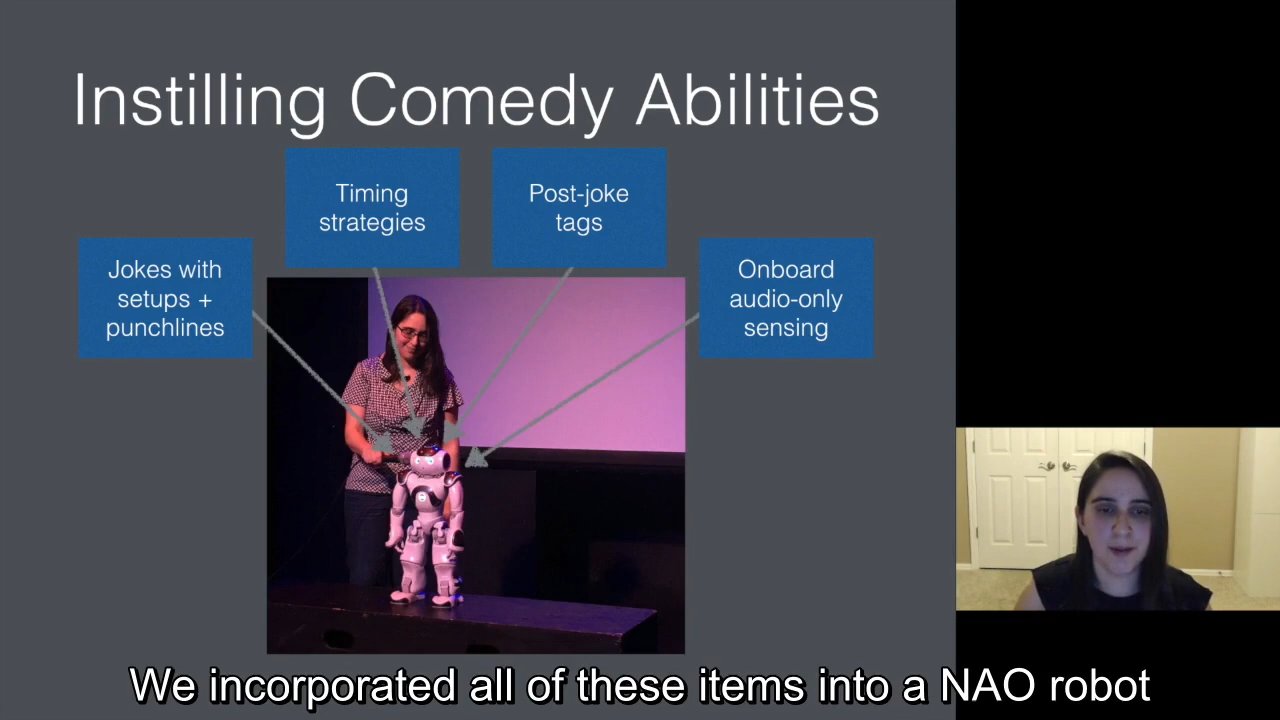 Instilling Comedy Abilities
Timing
strategies
Post-joke
tags
Jokes with
setups +
punchlines
Onboard
audio-only
sensing
We incorporated all of these items into a NAO robot